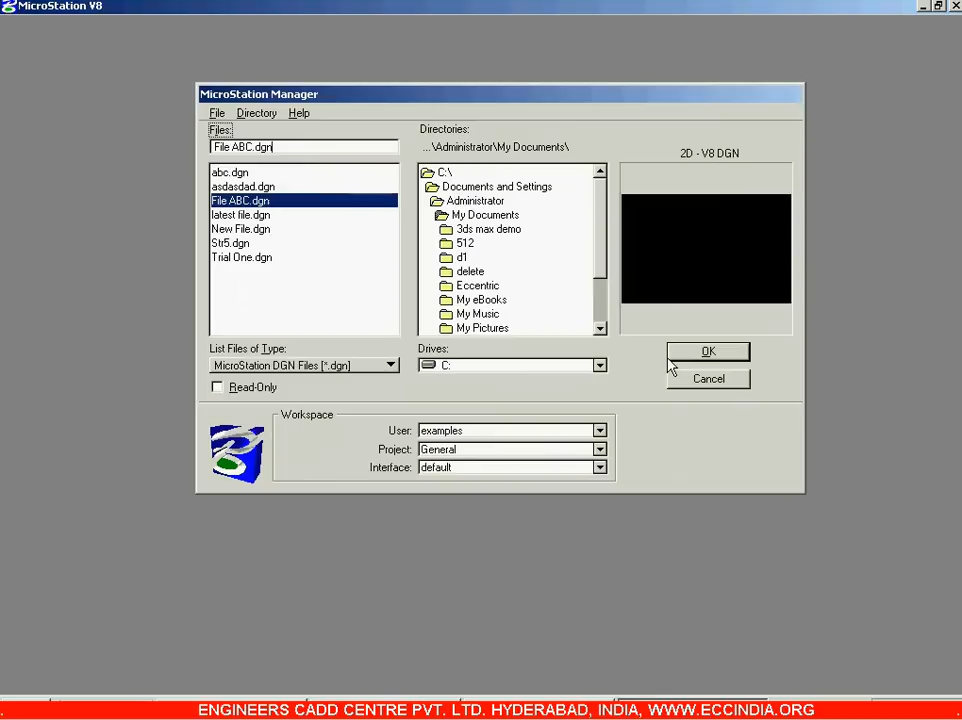 MicroStation V8
MicroStation Manager
File Directory Help
Files:
File ABC.dgn
abc.dgn
asdasdad.dgn
File ABC.dgn
latest file.dgn
New File.dgn
Str5.dgn
Trial One.dgn
List Files of Type:
MicroStation DGN Files [*.dgn]
Read-Only
Directories:
...\Administrator\My Documents\
C:\
Documents and Settings
Administrator
My Documents
3ds max demo
512
d1
delete
Eccentric
My eBooks
My Music
My Pictures
Drives:
C:
2D - V8 DGN
OK
Cancel
Workspace
User: examples
Project: General
Interface: default
ENGINEERS CADD CENTRE PVT. LTD. HYDERABAD, INDIA, WWW.ECCINDIA.ORG